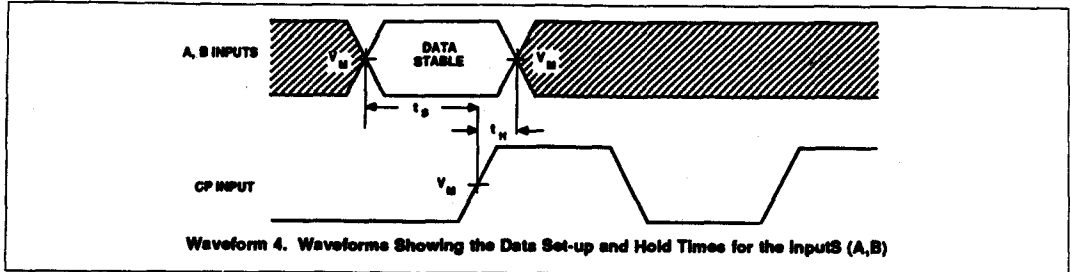 A, B INPUTS
V_M
DATA
STABLE
V_M
t_S
t_H
CP INPUT
V_M
Waveform 4. Waveforms Showing the Data Set-up and Hold Times for the InputS (A,B)